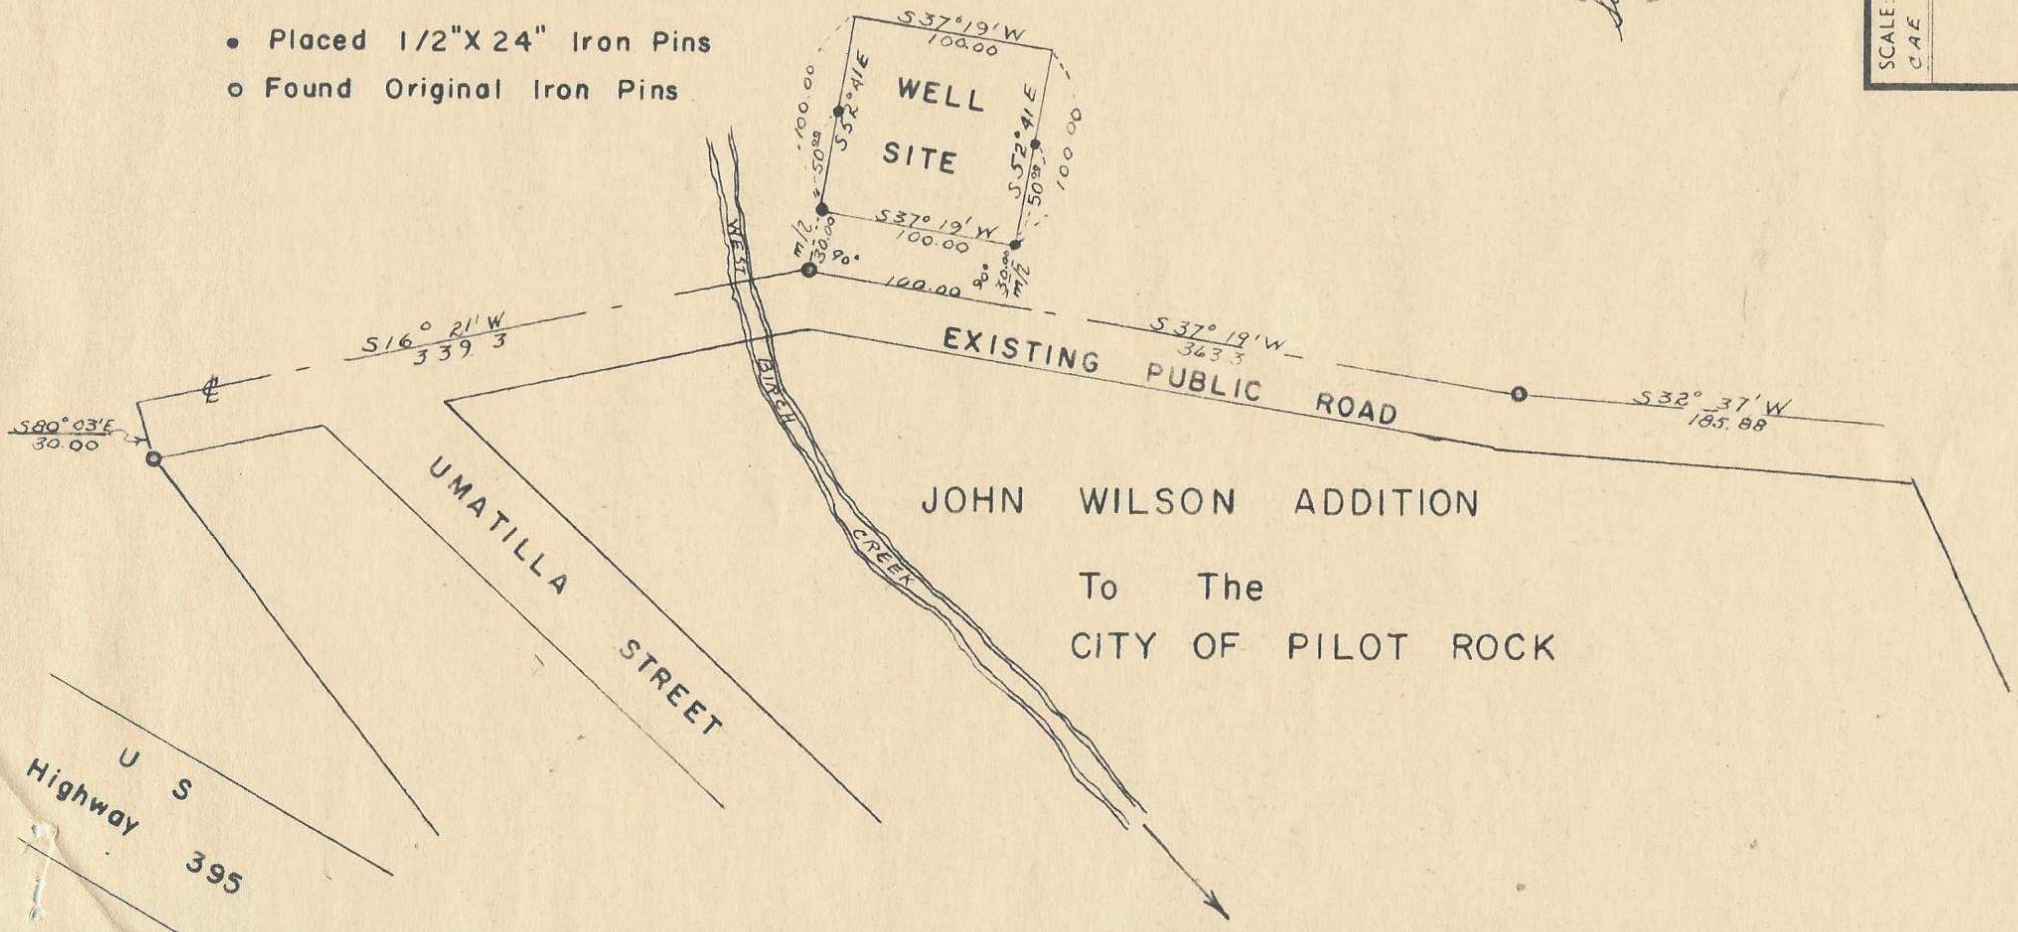 • Placed 1/2"X 24" Iron Pins
o Found Original Iron Pins
S37°19'W
100.00
WELL
SITE
100.00
S52°41E
50.00
S52°41E
50.00
100.00
S37° 19' W
100.00
m/l
30.00
90°
100.00
90°
30.00
m/l
SCALE:
S16° 21' W
339.3
℄
S80°03'E
30.00
S37° 19' W
363.3
S32° 37' W
185.88
EXISTING PUBLIC ROAD
WEST
BIRCH
CREEK
UMATILLA
STREET
JOHN WILSON ADDITION
To The
CITY OF PILOT ROCK
U S
Highway 395